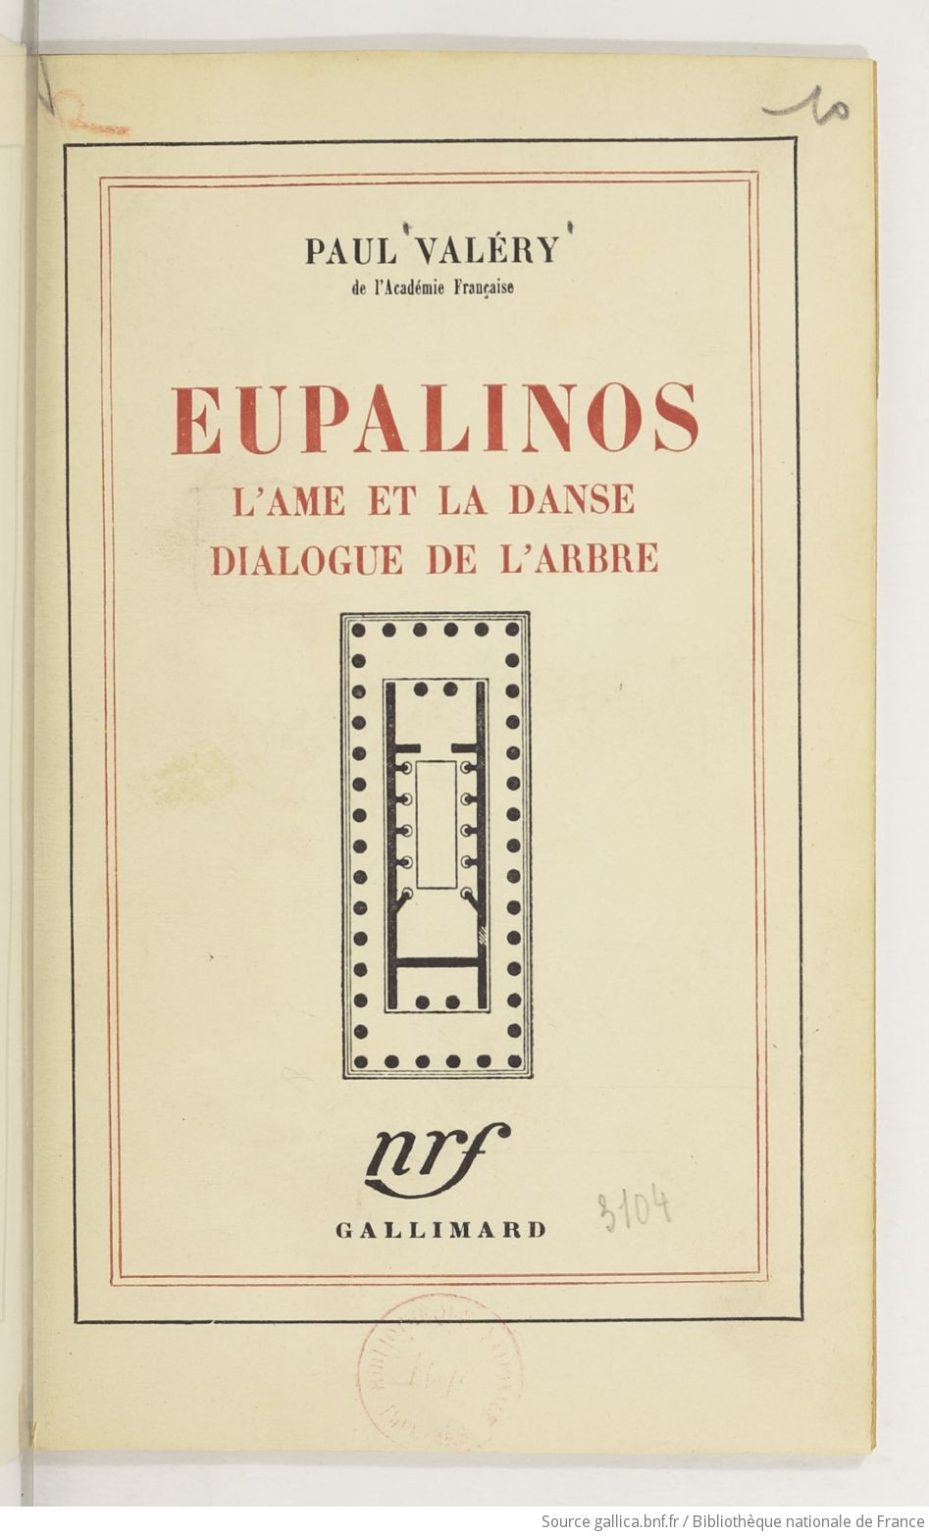 10
PAUL VALÉRY
de l'Académie Française
EUPALINOS
L'AME ET LA DANSE
DIALOGUE DE L'ARBRE
nrf
3104
GALLIMARD
Source gallica.bnf.fr / Bibliothèque nationale de France